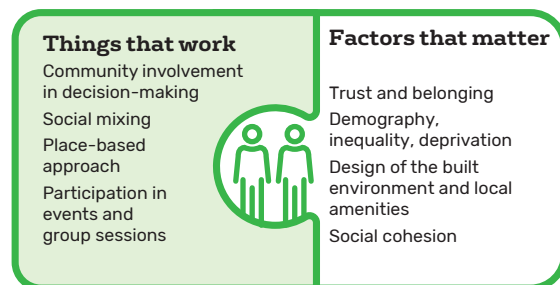 Things that work
Community involvement
in decision-making
Social mixing
Place-based
approach
Participation in
events and
group sessions
Factors that matter
Trust and belonging
Demography,
inequality, deprivation
Design of the built
environment and local
amenities
Social cohesion